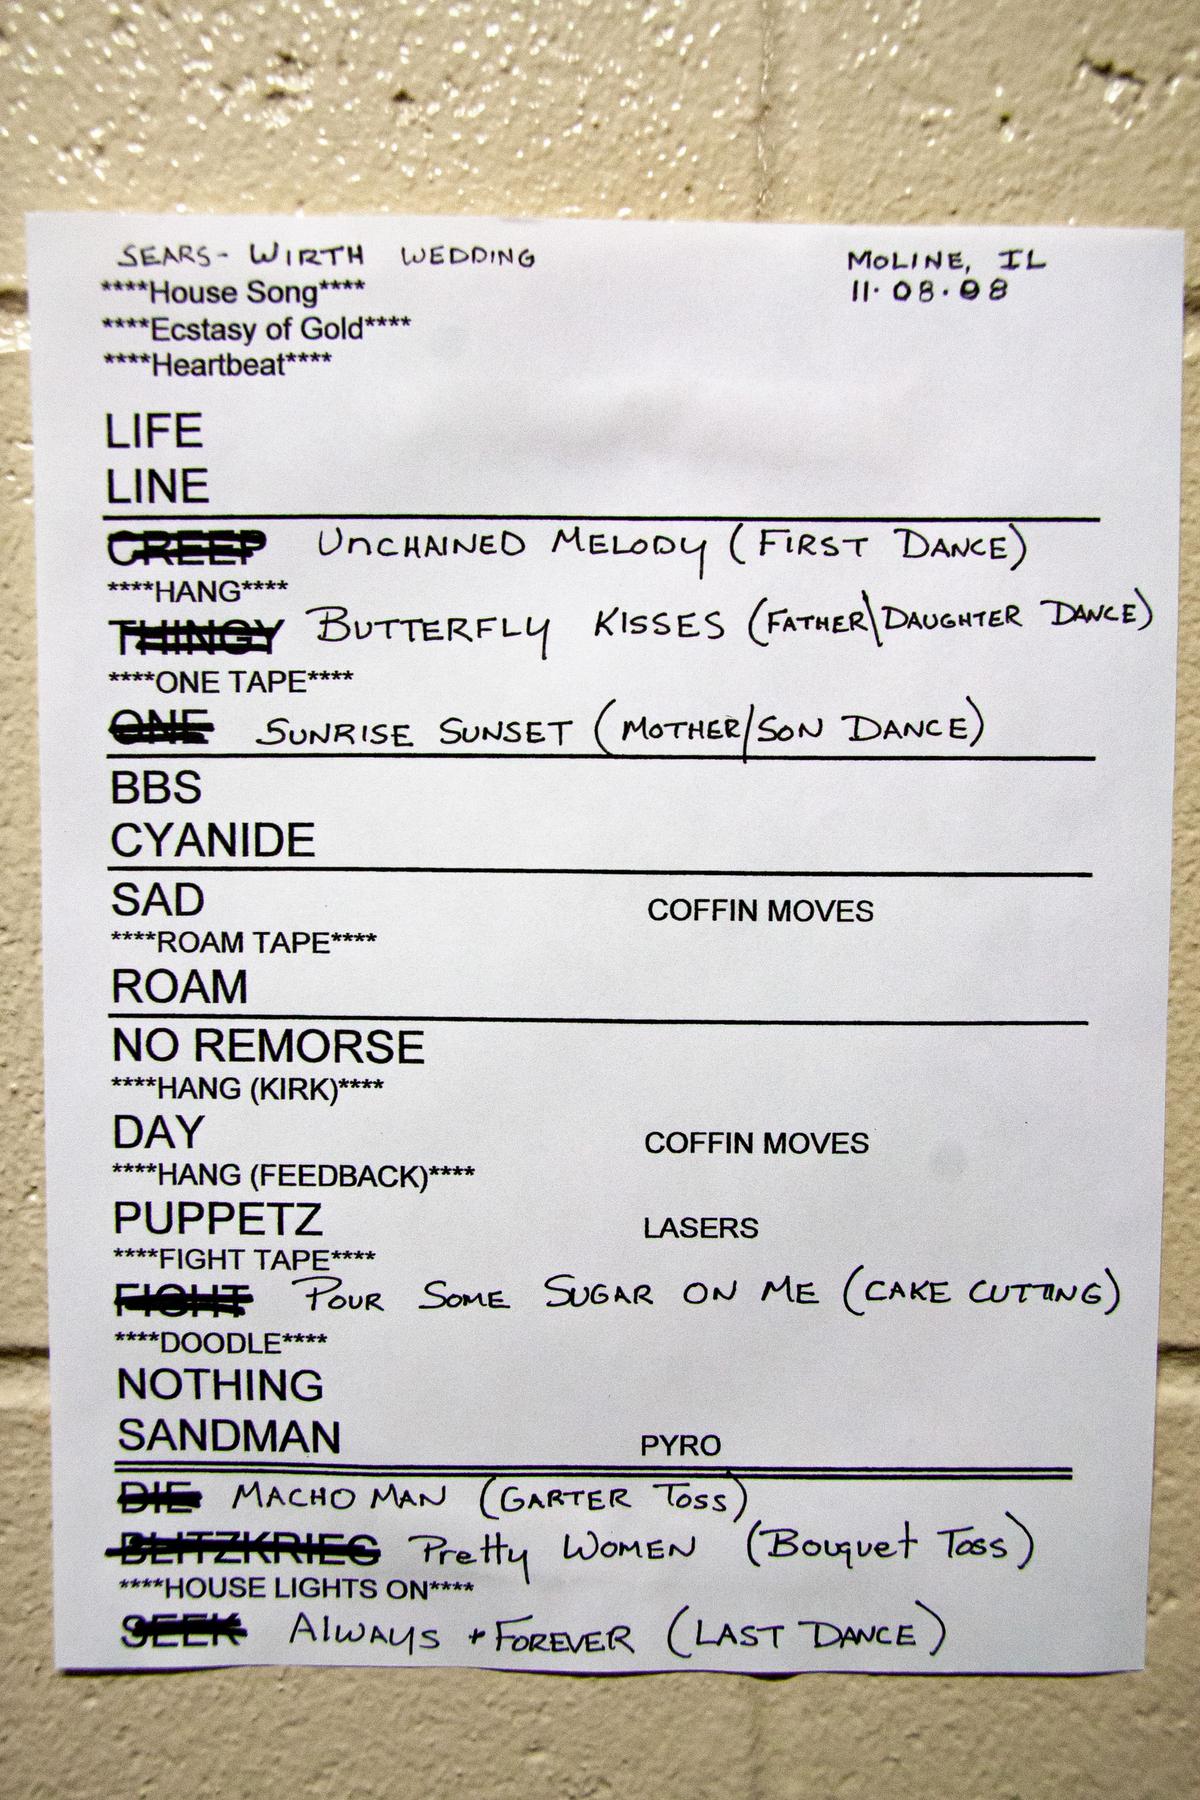 SEARS- WIRTH WEDDING MOLINE, IL
****House Song**** 11·08·08
****Ecstasy of Gold****
****Heartbeat****
LIFE
LINE
CREEP UnCHAINED MELODY (FIRST DANCE)
****HANG****
THINGY BUTTERFLY KISSES (FATHER\DAUGHTER DANCE)
****ONE TAPE****
ONE SUNRISE SUNSET (MOTHER/SON DANCE)
BBS
CYANIDE
SAD COFFIN MOVES
****ROAM TAPE****
ROAM
NO REMORSE
****HANG (KIRK)****
DAY COFFIN MOVES
****HANG (FEEDBACK)****
PUPPETZ LASERS
****FIGHT TAPE****
FIGHT POUR SOME SUGAR ON ME (CAKE CUTTING)
****DOODLE****
NOTHING
SANDMAN PYRO
DIE MACHO MAN (GARTER TOSS)
BLITZKRIEG Pretty WOMEN (Bouquet Toss)
****HOUSE LIGHTS ON****
SEEK AlWAYS + FOREVER (LAST DANCE)